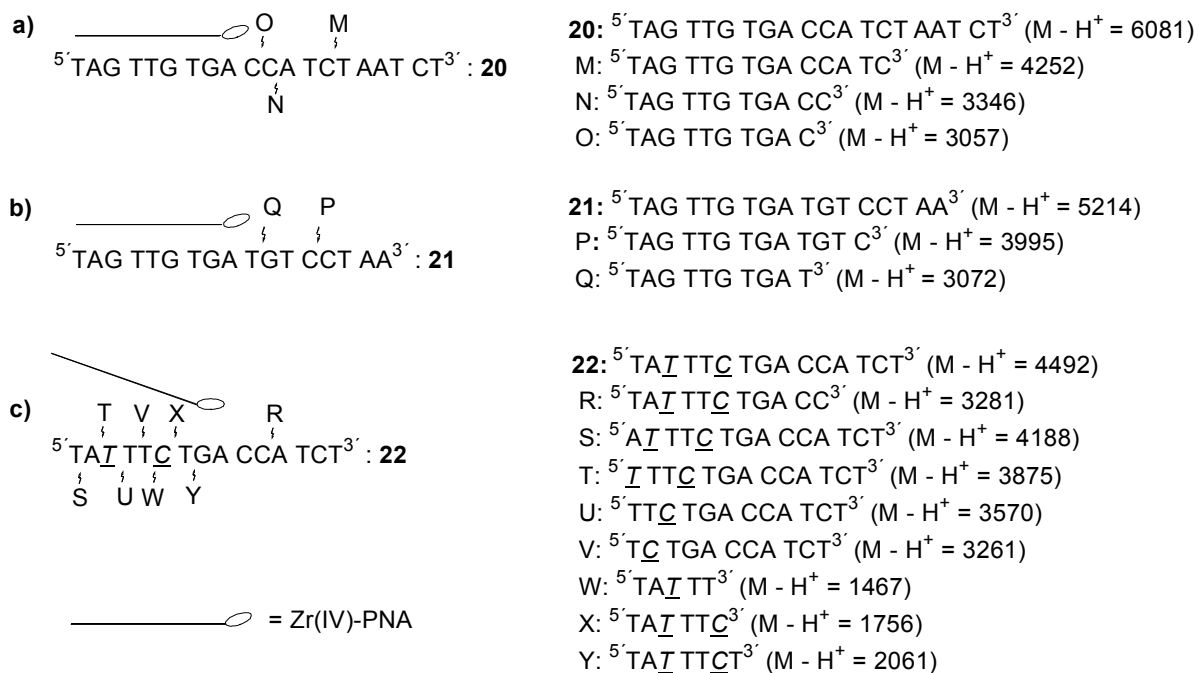 a) O M
5´TAG TTG TGA CCA TCT AAT CT3´ : 20
N
20: 5´TAG TTG TGA CCA TCT AAT CT3´ (M - H+ = 6081)
M: 5´TAG TTG TGA CCA TC3´ (M - H+ = 4252)
N: 5´TAG TTG TGA CC3´ (M - H+ = 3346)
O: 5´TAG TTG TGA C3´ (M - H+ = 3057)
b) Q P
5´TAG TTG TGA TGT CCT AA3´ : 21
21: 5´TAG TTG TGA TGT CCT AA3´ (M - H+ = 5214)
P: 5´TAG TTG TGA TGT C3´ (M - H+ = 3995)
Q: 5´TAG TTG TGA T3´ (M - H+ = 3072)
c) T V X R
5´TAT TTC TGA CCA TCT3´ : 22
S U W Y
= Zr(IV)-PNA
22: 5´TAT TTC TGA CCA TCT3´ (M - H+ = 4492)
R: 5´TAT TTC TGA CC3´ (M - H+ = 3281)
S: 5´AT TTC TGA CCA TCT3´ (M - H+ = 4188)
T: 5´T TTC TGA CCA TCT3´ (M - H+ = 3875)
U: 5´TTC TGA CCA TCT3´ (M - H+ = 3570)
V: 5´TC TGA CCA TCT3´ (M - H+ = 3261)
W: 5´TAT TT3´ (M - H+ = 1467)
X: 5´TAT TTC3´ (M - H+ = 1756)
Y: 5´TAT TTCT3´ (M - H+ = 2061)